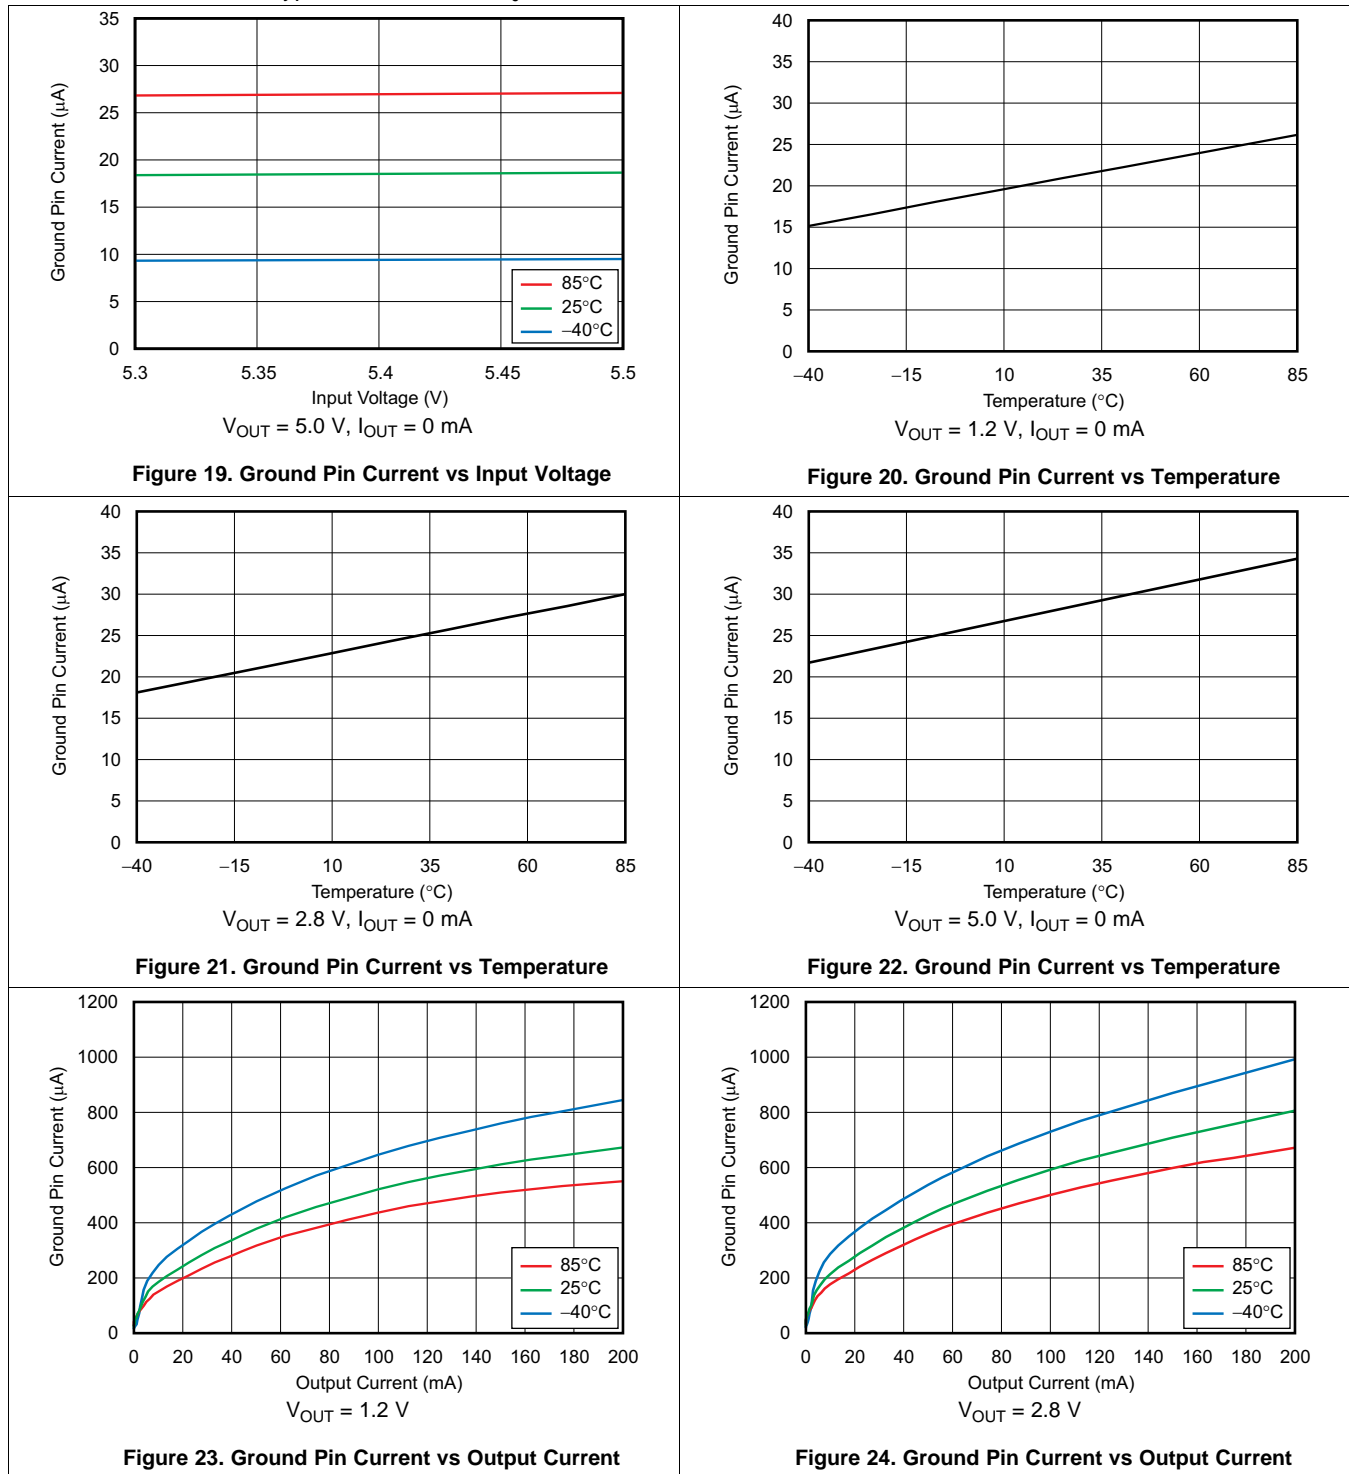 35
30
25
20
15
10
5
0
Ground Pin Current (μA)
85°C
25°C
−40°C
5.3 5.35 5.4 5.45 5.5
Input Voltage (V)
VOUT = 5.0 V, IOUT = 0 mA
Figure 19. Ground Pin Current vs Input Voltage
40
35
30
25
20
15
10
5
0
Ground Pin Current (μA)
−40 −15 10 35 60 85
Temperature (°C)
VOUT = 1.2 V, IOUT = 0 mA
Figure 20. Ground Pin Current vs Temperature
40
35
30
25
20
15
10
5
0
Ground Pin Current (μA)
−40 −15 10 35 60 85
Temperature (°C)
VOUT = 2.8 V, IOUT = 0 mA
Figure 21. Ground Pin Current vs Temperature
40
35
30
25
20
15
10
5
0
Ground Pin Current (μA)
−40 −15 10 35 60 85
Temperature (°C)
VOUT = 5.0 V, IOUT = 0 mA
Figure 22. Ground Pin Current vs Temperature
1200
1000
800
600
400
200
0
Ground Pin Current (μA)
85°C
25°C
−40°C
0 20 40 60 80 100 120 140 160 180 200
Output Current (mA)
VOUT = 1.2 V
Figure 23. Ground Pin Current vs Output Current
1200
1000
800
600
400
200
0
Ground Pin Current (μA)
85°C
25°C
−40°C
0 20 40 60 80 100 120 140 160 180 200
Output Current (mA)
VOUT = 2.8 V
Figure 24. Ground Pin Current vs Output Current